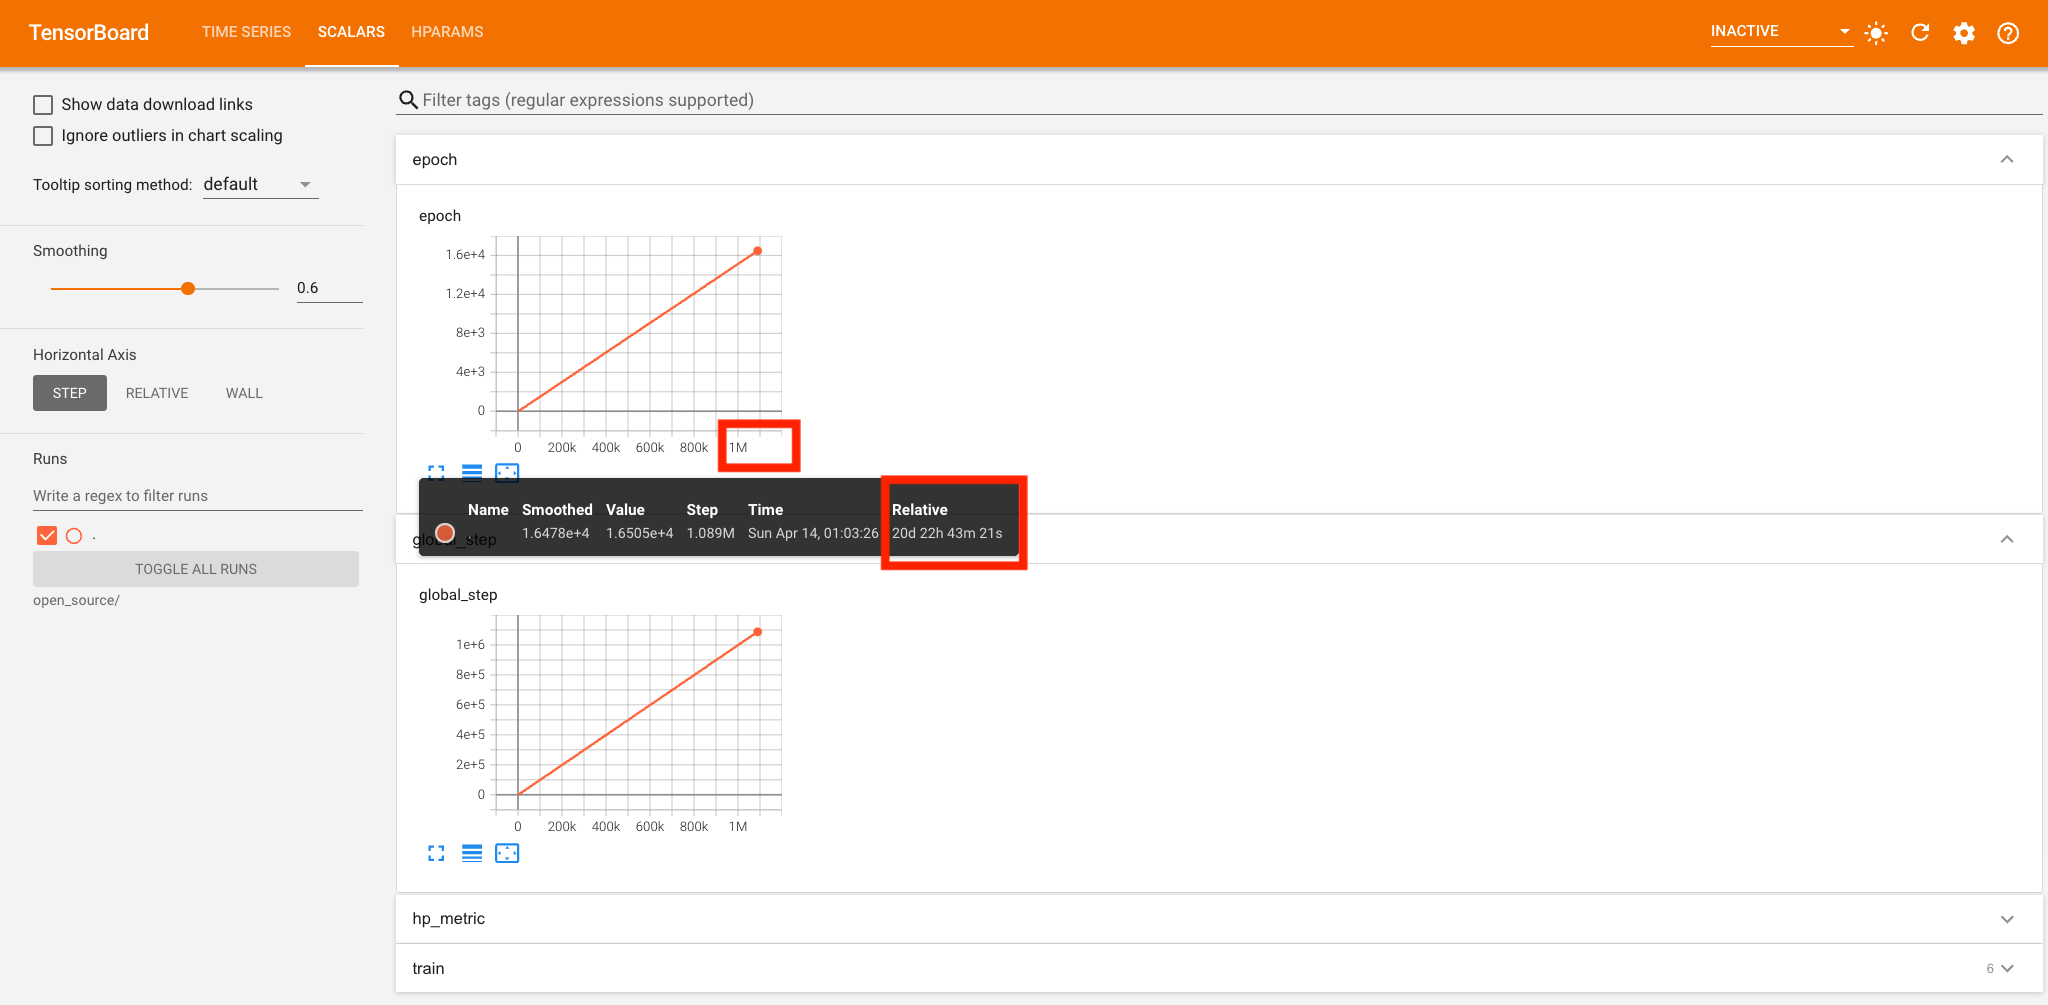 TensorBoard TIME SERIES SCALARS HPARAMS INACTIVE
Show data download links
Ignore outliers in chart scaling
Tooltip sorting method: default
Smoothing
0.6
Horizontal Axis
STEP RELATIVE WALL
Runs
Write a regex to filter runs
.
TOGGLE ALL RUNS
open_source/
Filter tags (regular expressions supported)
epoch
epoch
1.6e+4
1.2e+4
8e+3
4e+3
0
0 200k 400k 600k 800k 1M
Name Smoothed Value Step Time Relative
. 1.6478e+4 1.6505e+4 1.089M Sun Apr 14, 01:03:26 20d 22h 43m 21s
global_step
global_step
1e+6
8e+5
6e+5
4e+5
2e+5
0
0 200k 400k 600k 800k 1M
hp_metric
train 6